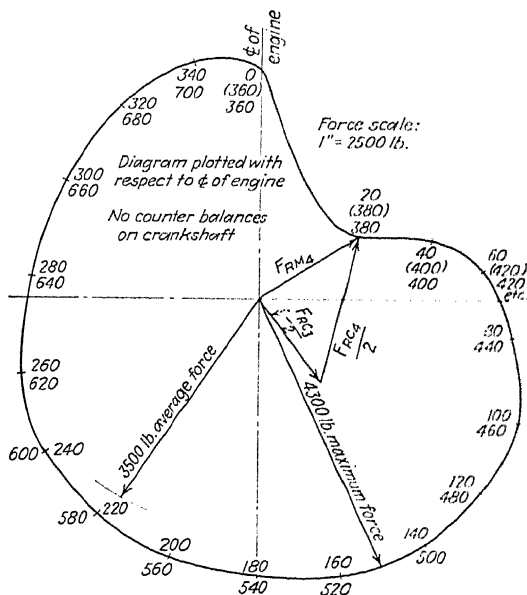 ℄ of
engine
0
(360)
360
340
700
320
680
Force scale:
1" = 2500 lb.
Diagram plotted with
respect to ℄ of engine
300
660
No counter balances
on crankshaft
20
(380)
380
40
(400)
400
60
(420)
420
etc.
280
640
F_RM4
F_RC3
2
F_RC4
2
80
440
260
620
3500 lb. average force
4300 lb. maximum force
100
460
600 240
120
480
580 220
140
500
200
560
180
540
160
520